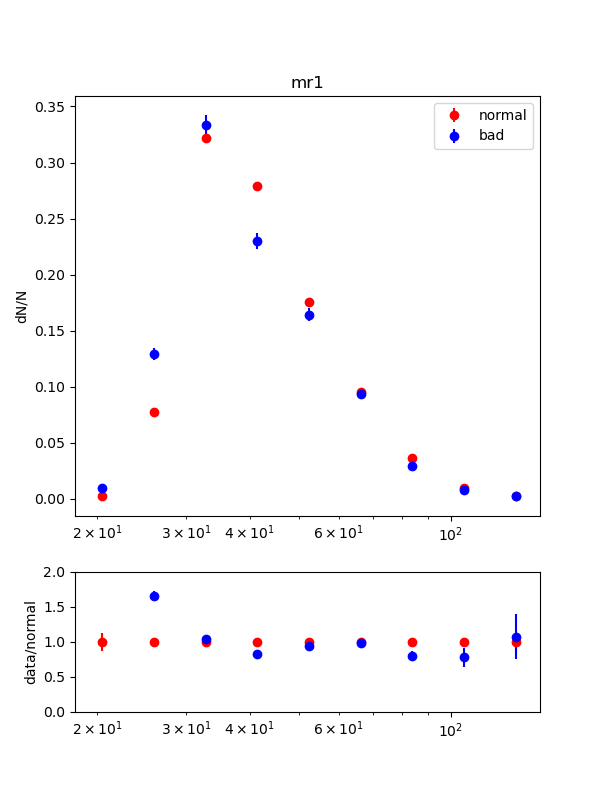 mr1
dN/N
0.35
0.30
0.25
0.20
0.15
0.10
0.05
0.00
normal
bad
2 × 10¹
3 × 10¹
4 × 10¹
6 × 10¹
10²
data/normal
2.0
1.5
1.0
0.5
0.0
2 × 10¹
3 × 10¹
4 × 10¹
6 × 10¹
10²